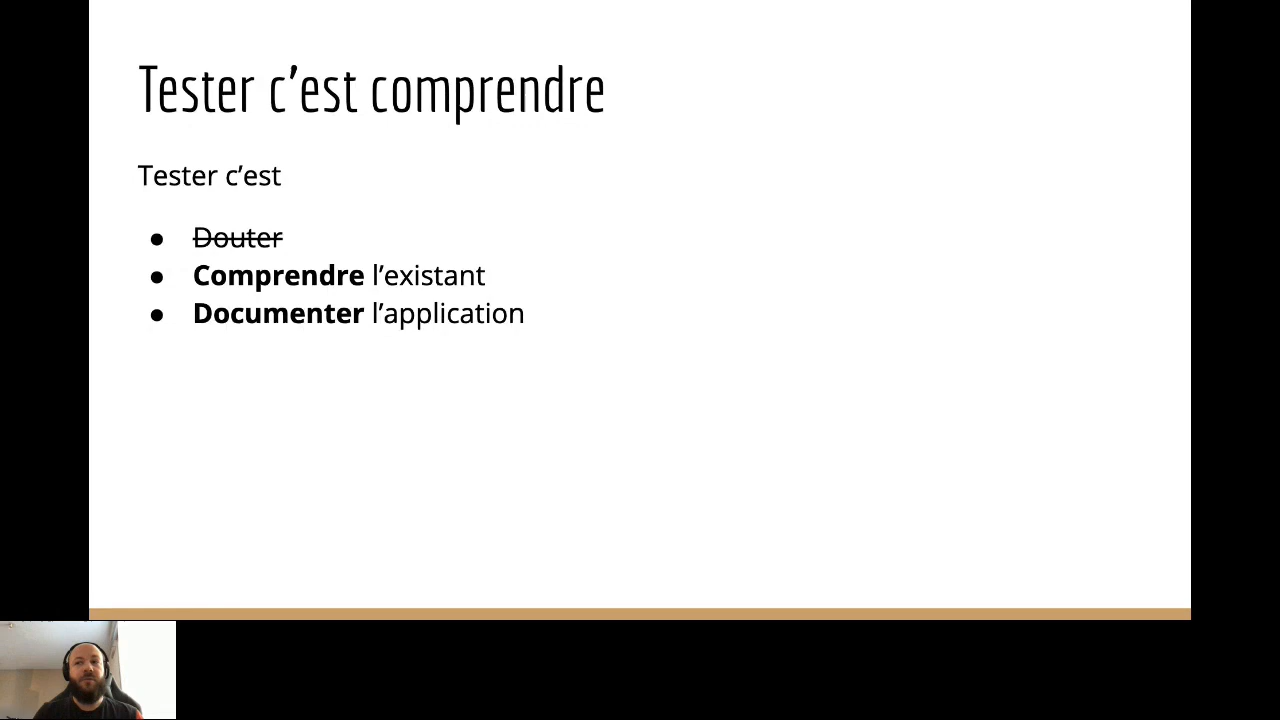 Tester c’est comprendre
Tester c’est
● Douter
● Comprendre l’existant
● Documenter l’application